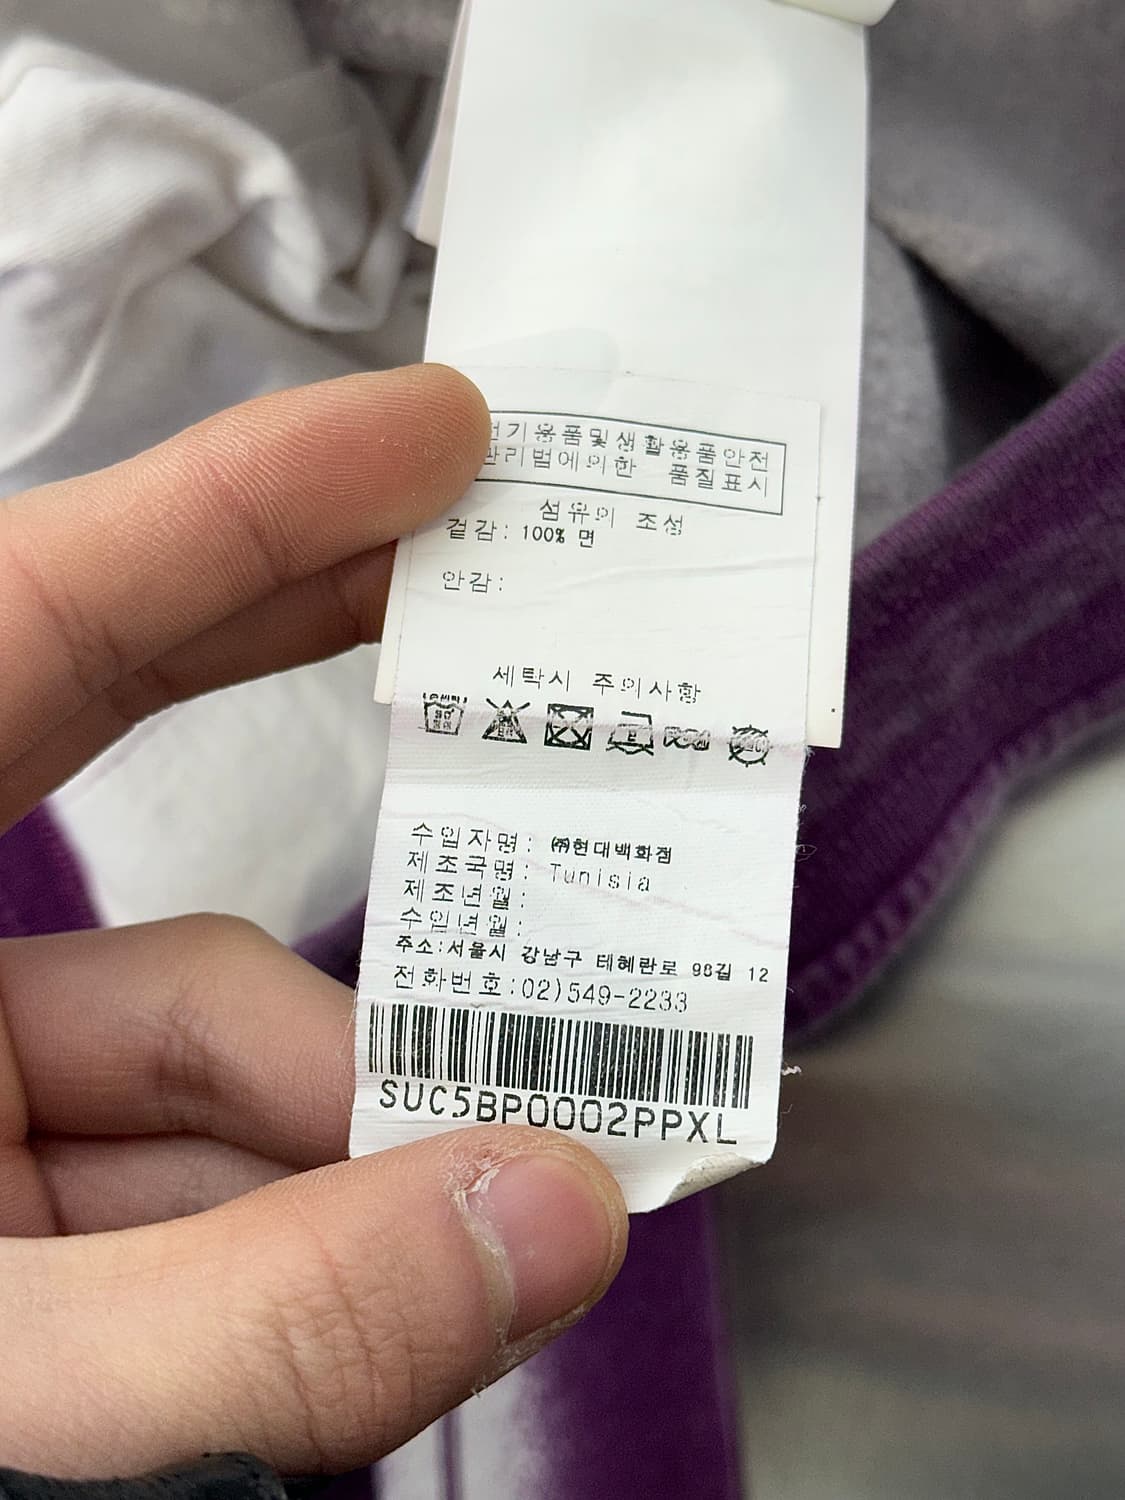 전기용품및생활용품안전
관리법에의한 품질표시
섬유의 조성
겉감: 100% 면
안감:
세탁시 주의사항
수입자명: ㈜현대백화점
제조국명: Tunisia
제조년월:
수입년월:
주소:서울시 강남구 테헤란로 98길 12
전화번호:02)549-2233
SUC5BP0002PPXL